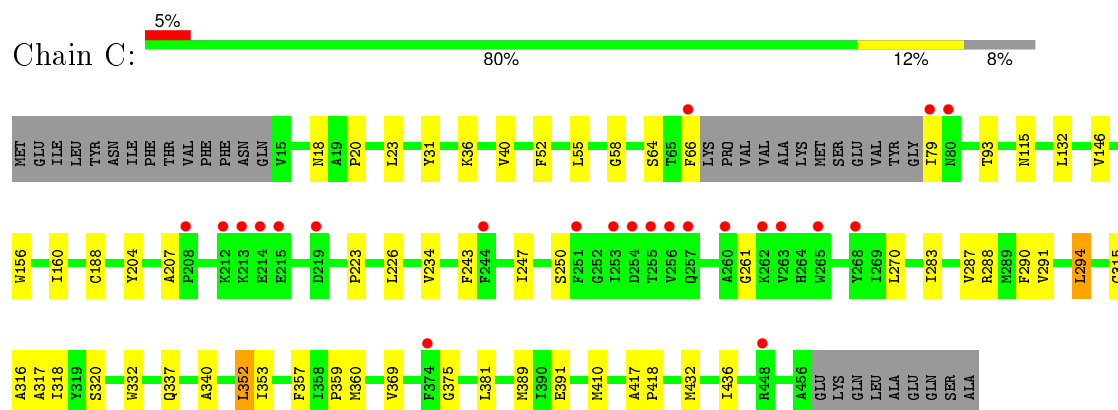 5%
Chain C:
80% 12% 8%
MET GLU ILE LEU TYR ASN ILE PHE THR VAL PHE PHE ASN GLN V15 N18 A19 P20 L23 Y31 K36 V40 F52 L55 G58 S64 T65 F66 LYS PRO VAL VAL ALA LYS MET SER GLU VAL TYR GLY I79 N80 T93 N115 L132 V146
W156 I160 C188 Y204 A207 P208 K212 K213 E214 E215 D219 P223 L226 V234 F243 F244 I247 S250 F251 G252 I253 D254 T255 V256 Q257 A260 G261 K262 V263 H264 W265 Y268 I269 L270 I283 V287 R288 M289 F290 V291 L294 G315
A316 A317 I318 Y319 S320 W332 Q337 A340 L352 I353 F357 I358 P359 M360 V369 F374 G375 L381 M389 I390 E391 M410 A417 P418 M432 I436 R448 A456 GLU LYS GLN LEU ALA GLU GLN SER ALA